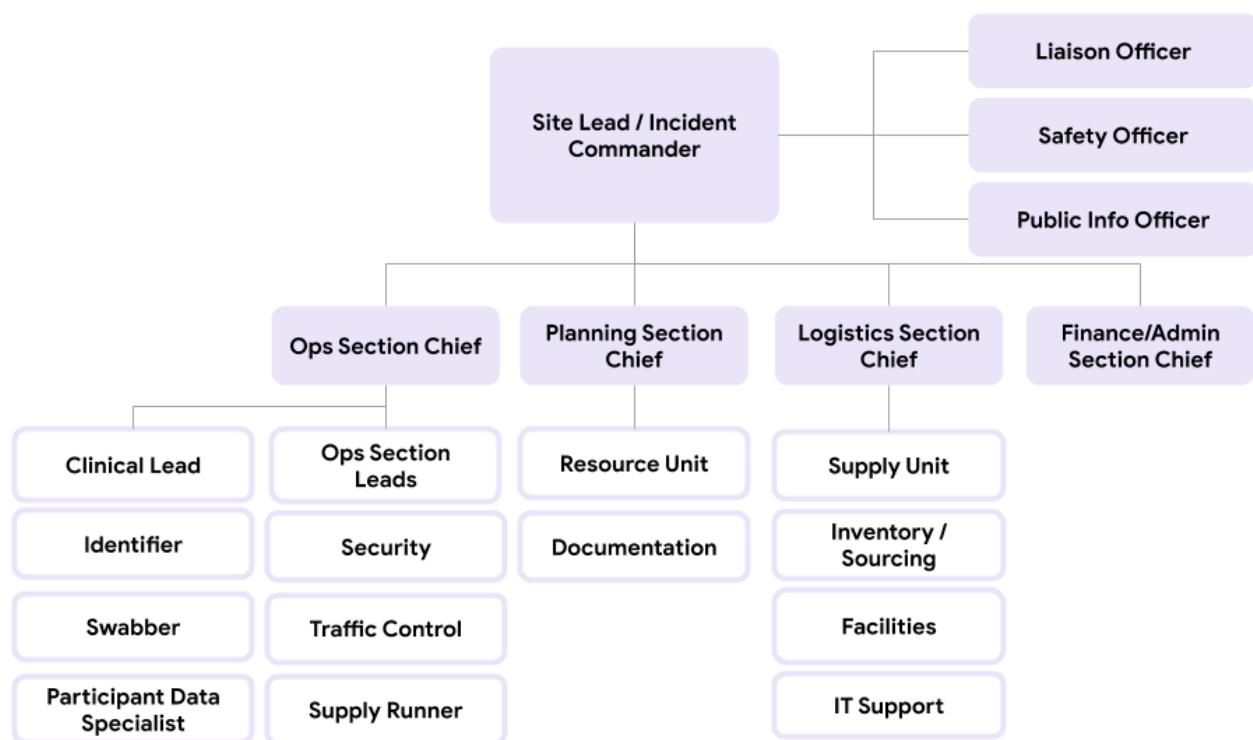 Liaison Officer
Site Lead / Incident
Commander
Safety Officer
Public Info Officer
Ops Section Chief
Planning Section
Chief
Logistics Section
Chief
Finance/Admin
Section Chief
Clinical Lead
Ops Section
Leads
Resource Unit
Supply Unit
Identifier
Security
Documentation
Inventory /
Sourcing
Swabber
Traffic Control
Facilities
Participant Data
Specialist
Supply Runner
IT Support